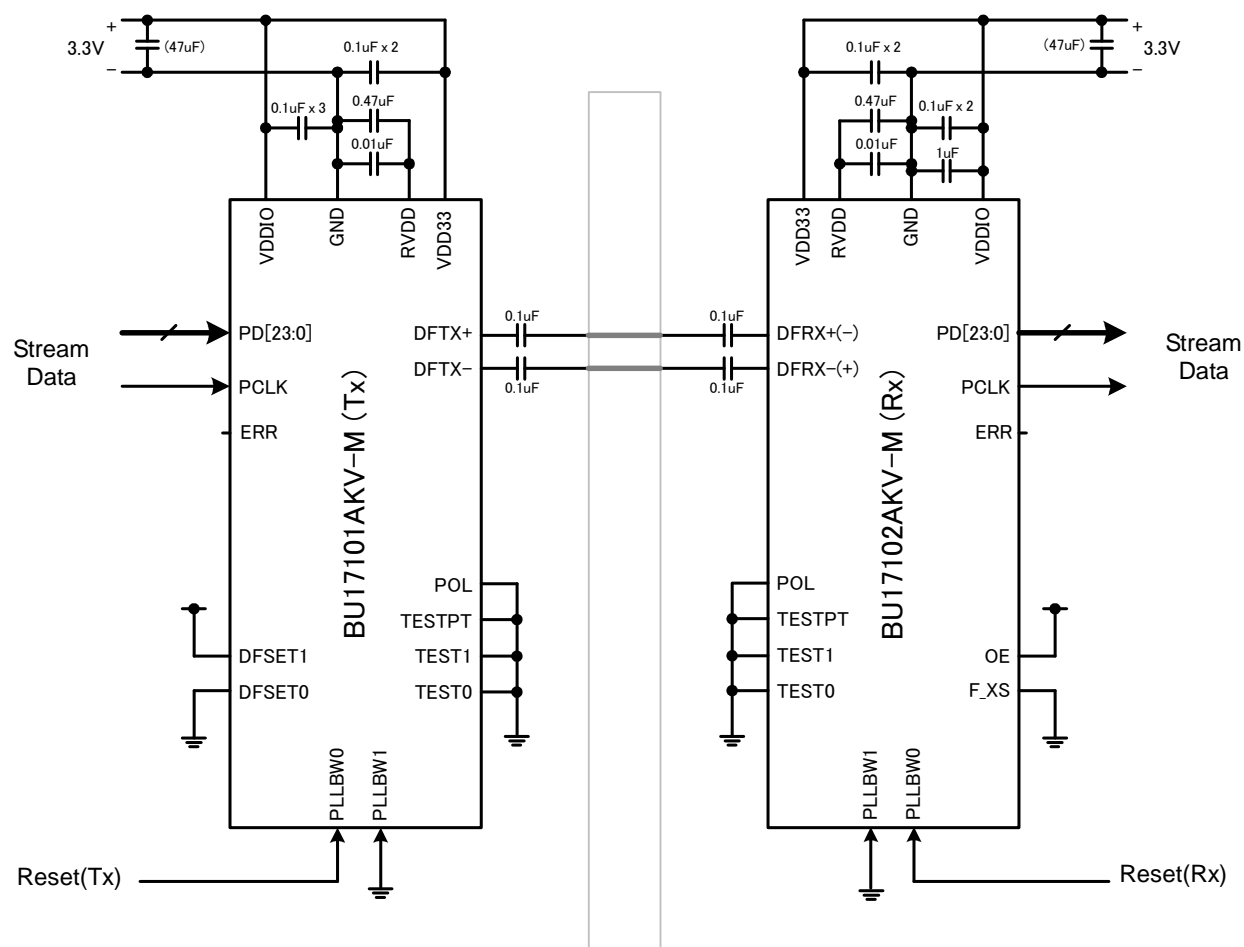 +
3.3V
−
(47uF)
0.1uF x 2
0.1uF x 3
0.47uF
0.01uF
VDDIO
GND
RVDD
VDD33
Stream
Data
PD[23:0]
PCLK
ERR
DFTX+
DFTX−
0.1uF
0.1uF
BU17101AKV−M (Tx)
POL
TESTPT
TEST1
TEST0
DFSET1
DFSET0
PLLBW0
PLLBW1
Reset(Tx)
+
3.3V
−
(47uF)
0.1uF x 2
0.47uF
0.1uF x 2
0.01uF
1uF
VDD33
RVDD
GND
VDDIO
0.1uF
0.1uF
DFRX+(−)
DFRX−(+)
PD[23:0]
PCLK
ERR
Stream
Data
BU17102AKV−M (Rx)
POL
TESTPT
TEST1
TEST0
OE
F_XS
PLLBW1
PLLBW0
Reset(Rx)